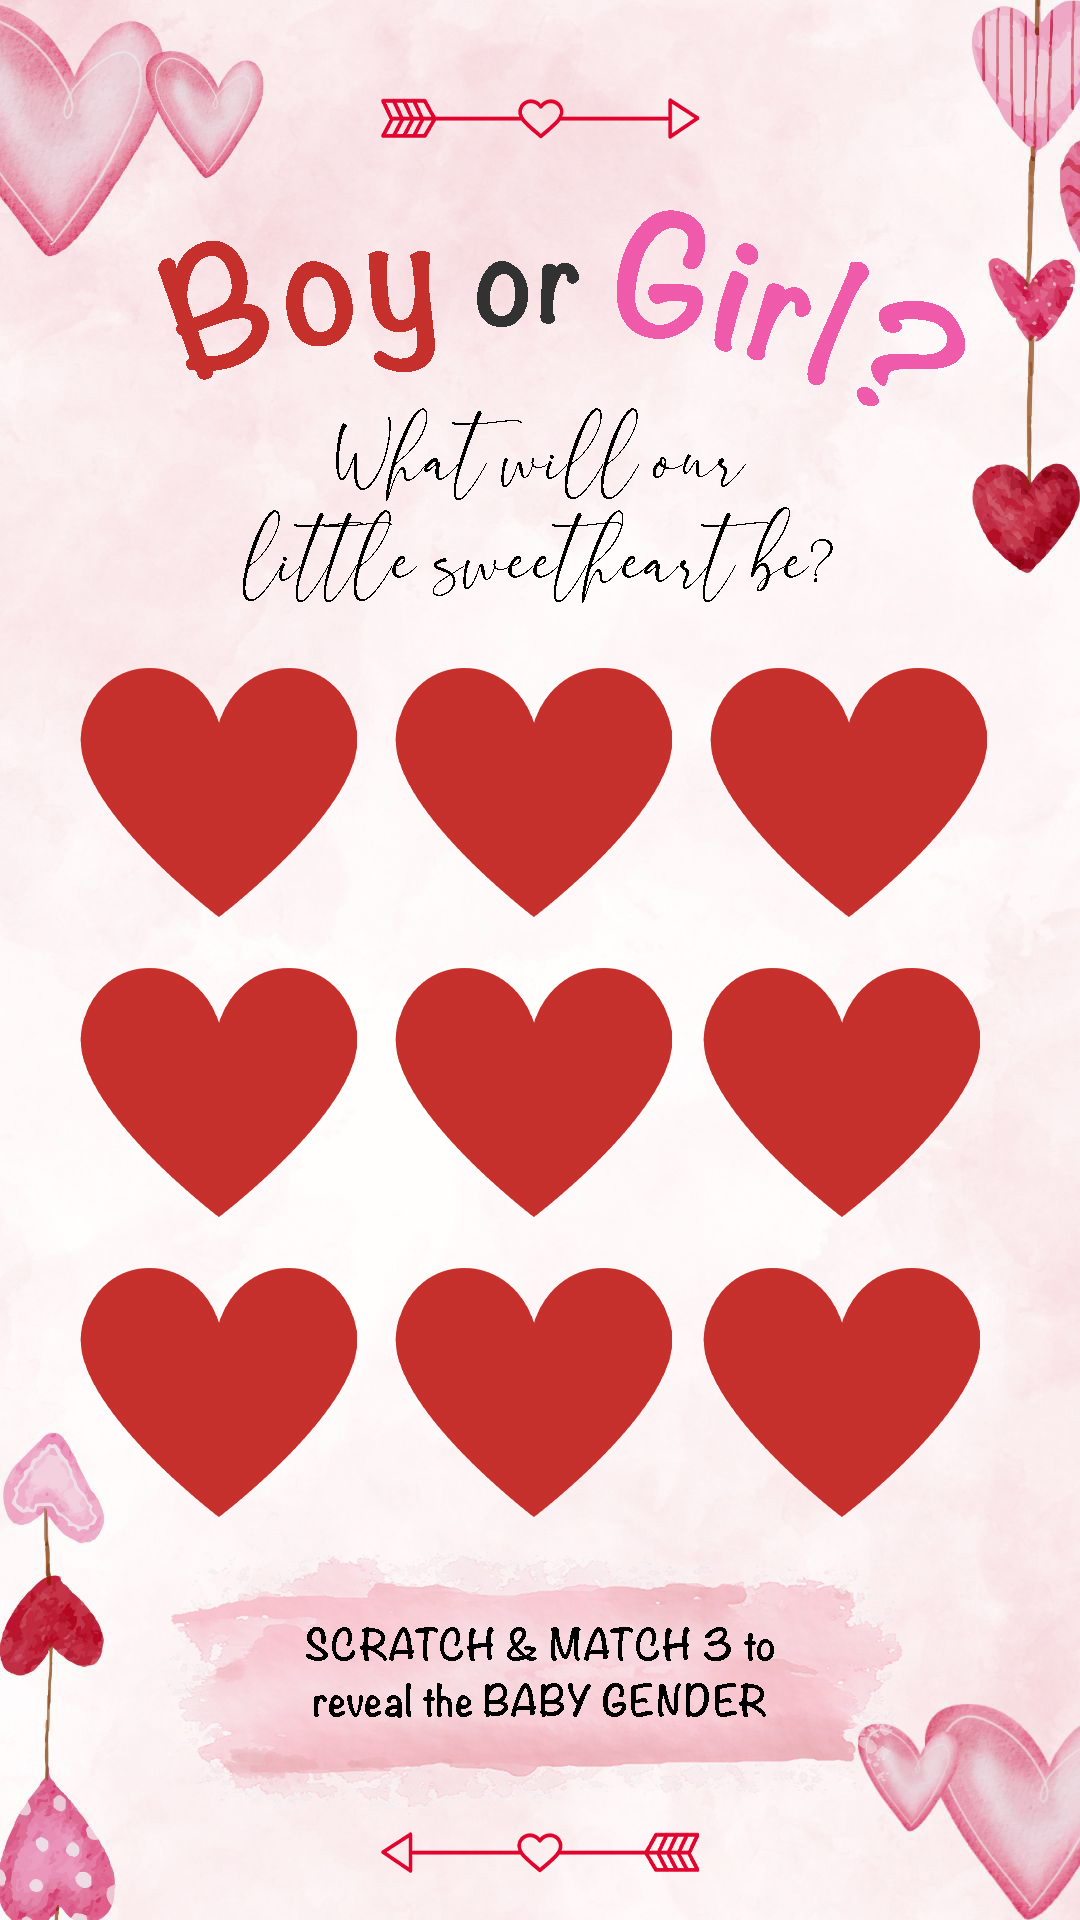 Boy or Girl?
What will our
little sweetheart be?
SCRATCH & MATCH 3 to
reveal the BABY GENDER